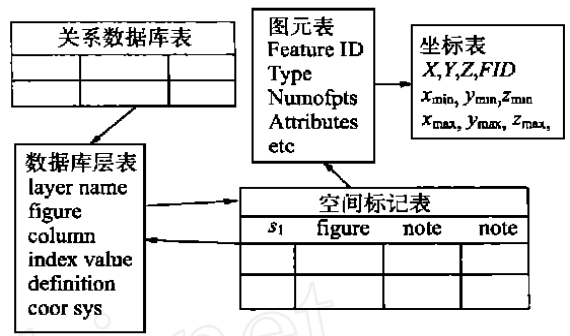 关系数据库表
图元表
Feature ID
Type
Numofpts
Attributes
etc
坐标表
X,Y,Z,FID
xmin, ymin,zmin
xmax, ymax, zmax,
数据库层表
layer name
figure
column
index value
definition
coor sys
空间标记表
s1 figure note note